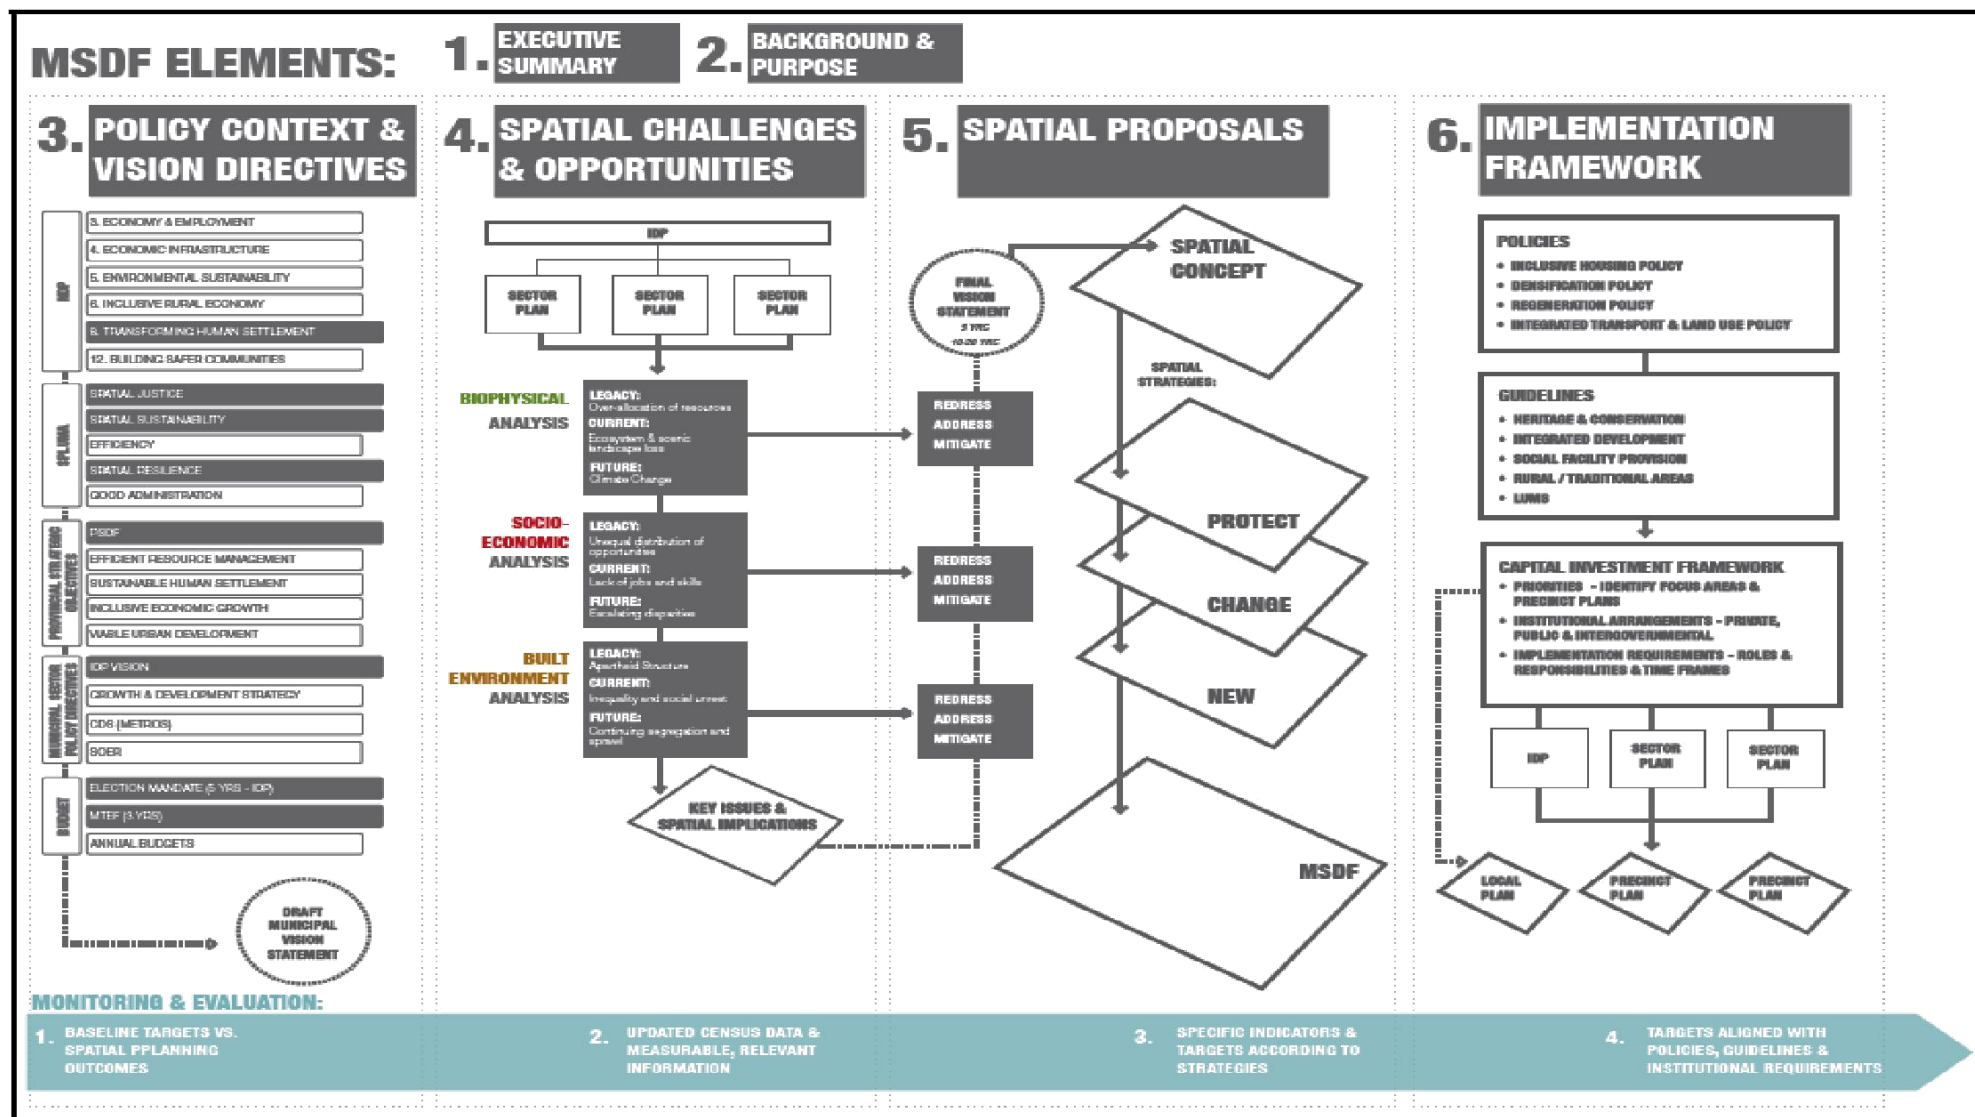 MSDF ELEMENTS:
1. EXECUTIVE
SUMMARY
2. BACKGROUND &
PURPOSE
3. POLICY CONTEXT &
VISION DIRECTIVES
NDP
3. ECONOMY & EMPLOYMENT
4. ECONOMIC INFRASTRUCTURE
5. ENVIRONMENTAL SUSTAINABILITY
6. INCLUSIVE RURAL ECONOMY
8. TRANSFORMING HUMAN SETTLEMENT
12. BUILDING SAFER COMMUNITIES
SPLUMA
SPATIAL JUSTICE
SPATIAL SUSTAINABILITY
EFFICIENCY
SPATIAL RESILIENCE
GOOD ADMINISTRATION
PROVINCIAL STRATEGIC
OBJECTIVES
PSDF
EFFICIENT RESOURCE MANAGEMENT
SUSTAINABLE HUMAN SETTLEMENT
INCLUSIVE ECONOMIC GROWTH
VIABLE URBAN DEVELOPMENT
MUNICIPAL SECTOR
POLICY DIRECTIVES
IDP VISION
GROWTH & DEVELOPMENT STRATEGY
CDS (METROS)
SOER
BUDGET
ELECTION MANDATE (5 YRS - IDP)
MTEF (3 YRS)
ANNUAL BUDGETS
DRAFT
MUNICIPAL
VISION
STATEMENT
4. SPATIAL CHALLENGES
& OPPORTUNITIES
IDP
SECTOR
PLAN
SECTOR
PLAN
SECTOR
PLAN
BIOPHYSICAL
ANALYSIS
LEGACY:
Over-allocation of resources
CURRENT:
Ecosystem & scenic
landscape loss
FUTURE:
Climate Change
SOCIO-
ECONOMIC
ANALYSIS
LEGACY:
Unequal distribution of
opportunities
CURRENT:
Lack of jobs and skills
FUTURE:
Escalating disparities
BUILT
ENVIRONMENT
ANALYSIS
LEGACY:
Apartheid Structure
CURRENT:
Inequality and social unrest
FUTURE:
Continuing segregation and
sprawl
KEY ISSUES &
SPATIAL IMPLICATIONS
5. SPATIAL PROPOSALS
FINAL
VISION
STATEMENT
5 YRS
10-20 YRS
REDRESS
ADDRESS
MITIGATE
REDRESS
ADDRESS
MITIGATE
REDRESS
ADDRESS
MITIGATE
SPATIAL
CONCEPT
SPATIAL
STRATEGIES:
PROTECT
CHANGE
NEW
MSDF
6. IMPLEMENTATION
FRAMEWORK
POLICIES
• INCLUSIVE HOUSING POLICY
• DENSIFICATION POLICY
• REGENERATION POLICY
• INTEGRATED TRANSPORT & LAND USE POLICY
GUIDELINES
• HERITAGE & CONSERVATION
• INTEGRATED DEVELOPMENT
• SOCIAL FACILITY PROVISION
• RURAL / TRADITIONAL AREAS
• LUMS
CAPITAL INVESTMENT FRAMEWORK
• PRIORITIES - IDENTIFY FOCUS AREAS &
PRECINCT PLANS
• INSTITUTIONAL ARRANGEMENTS - PRIVATE,
PUBLIC & INTERGOVERNMENTAL
• IMPLEMENTATION REQUIREMENTS - ROLES &
RESPONSIBILITIES & TIME FRAMES
IDP
SECTOR
PLAN
SECTOR
PLAN
LOCAL
PLAN
PRECINCT
PLAN
PRECINCT
PLAN
MONITORING & EVALUATION:
1. BASELINE TARGETS VS.
SPATIAL PPLANNING
OUTCOMES
2. UPDATED CENSUS DATA &
MEASURABLE, RELEVANT
INFORMATION
3. SPECIFIC INDICATORS &
TARGETS ACCORDING TO
STRATEGIES
4. TARGETS ALIGNED WITH
POLICIES, GUIDELINES &
INSTITUTIONAL REQUIREMENTS